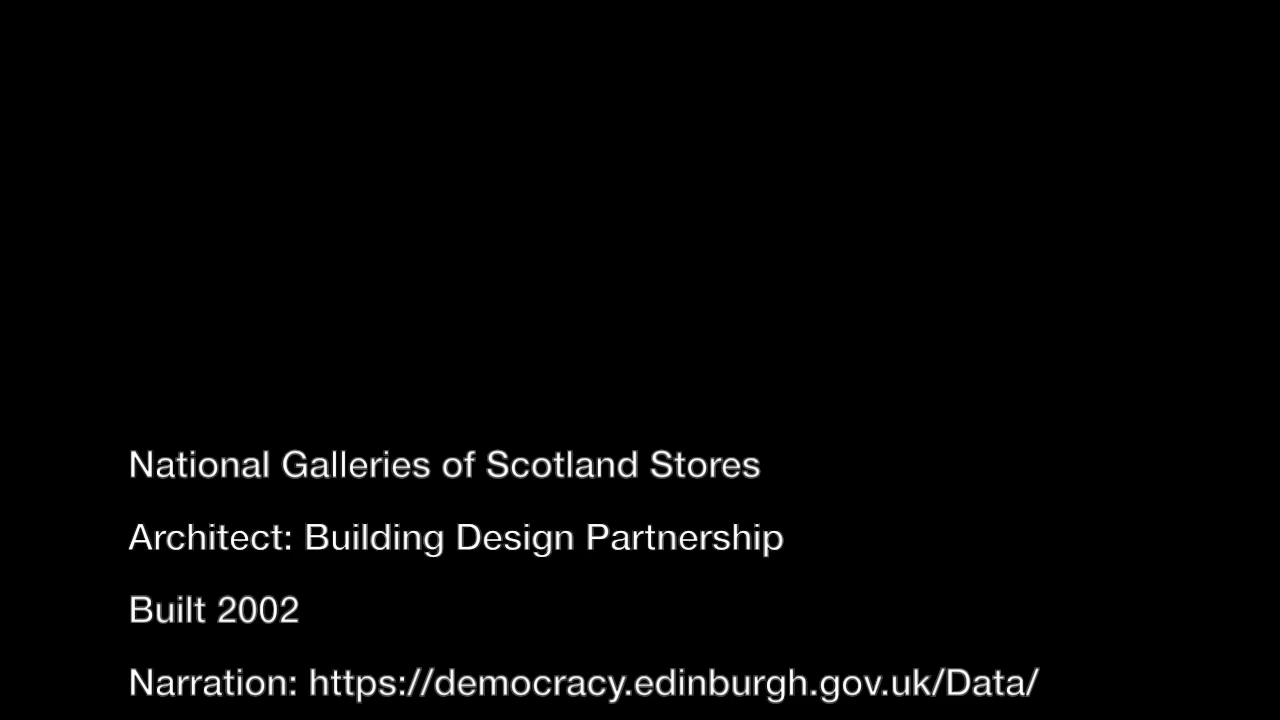 National Galleries of Scotland Stores
Architect: Building Design Partnership
Built 2002
Narration: https://democracy.edinburgh.gov.uk/Data/